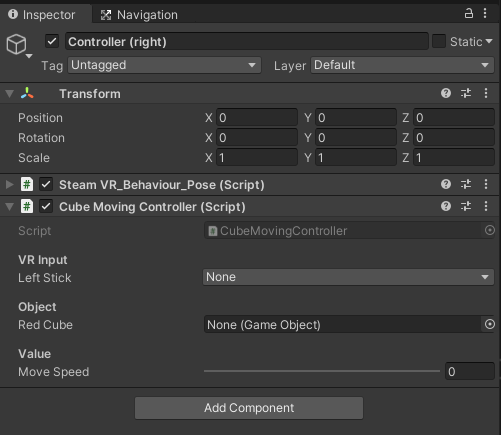 Inspector Navigation
Controller (right) Static
Tag Untagged Layer Default
Transform
Position X 0 Y 0 Z 0
Rotation X 0 Y 0 Z 0
Scale X 1 Y 1 Z 1
# Steam VR_Behaviour_Pose (Script)
# Cube Moving Controller (Script)
Script # CubeMovingController
VR Input
Left Stick None
Object
Red Cube None (Game Object)
Value
Move Speed 0
Add Component